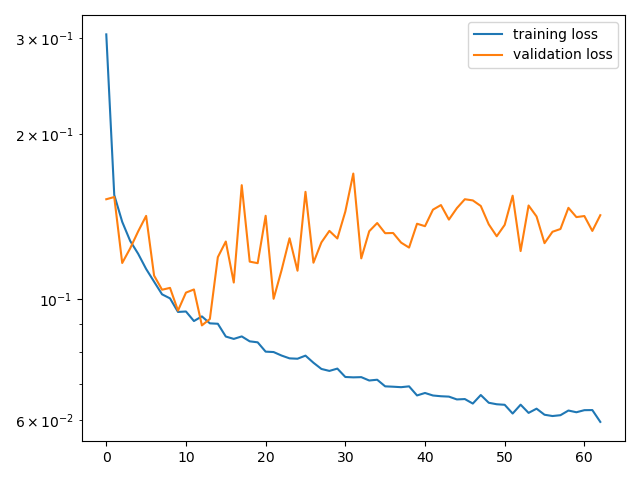 training loss
validation loss
3 × 10⁻¹
2 × 10⁻¹
10⁻¹
6 × 10⁻²
0 10 20 30 40 50 60